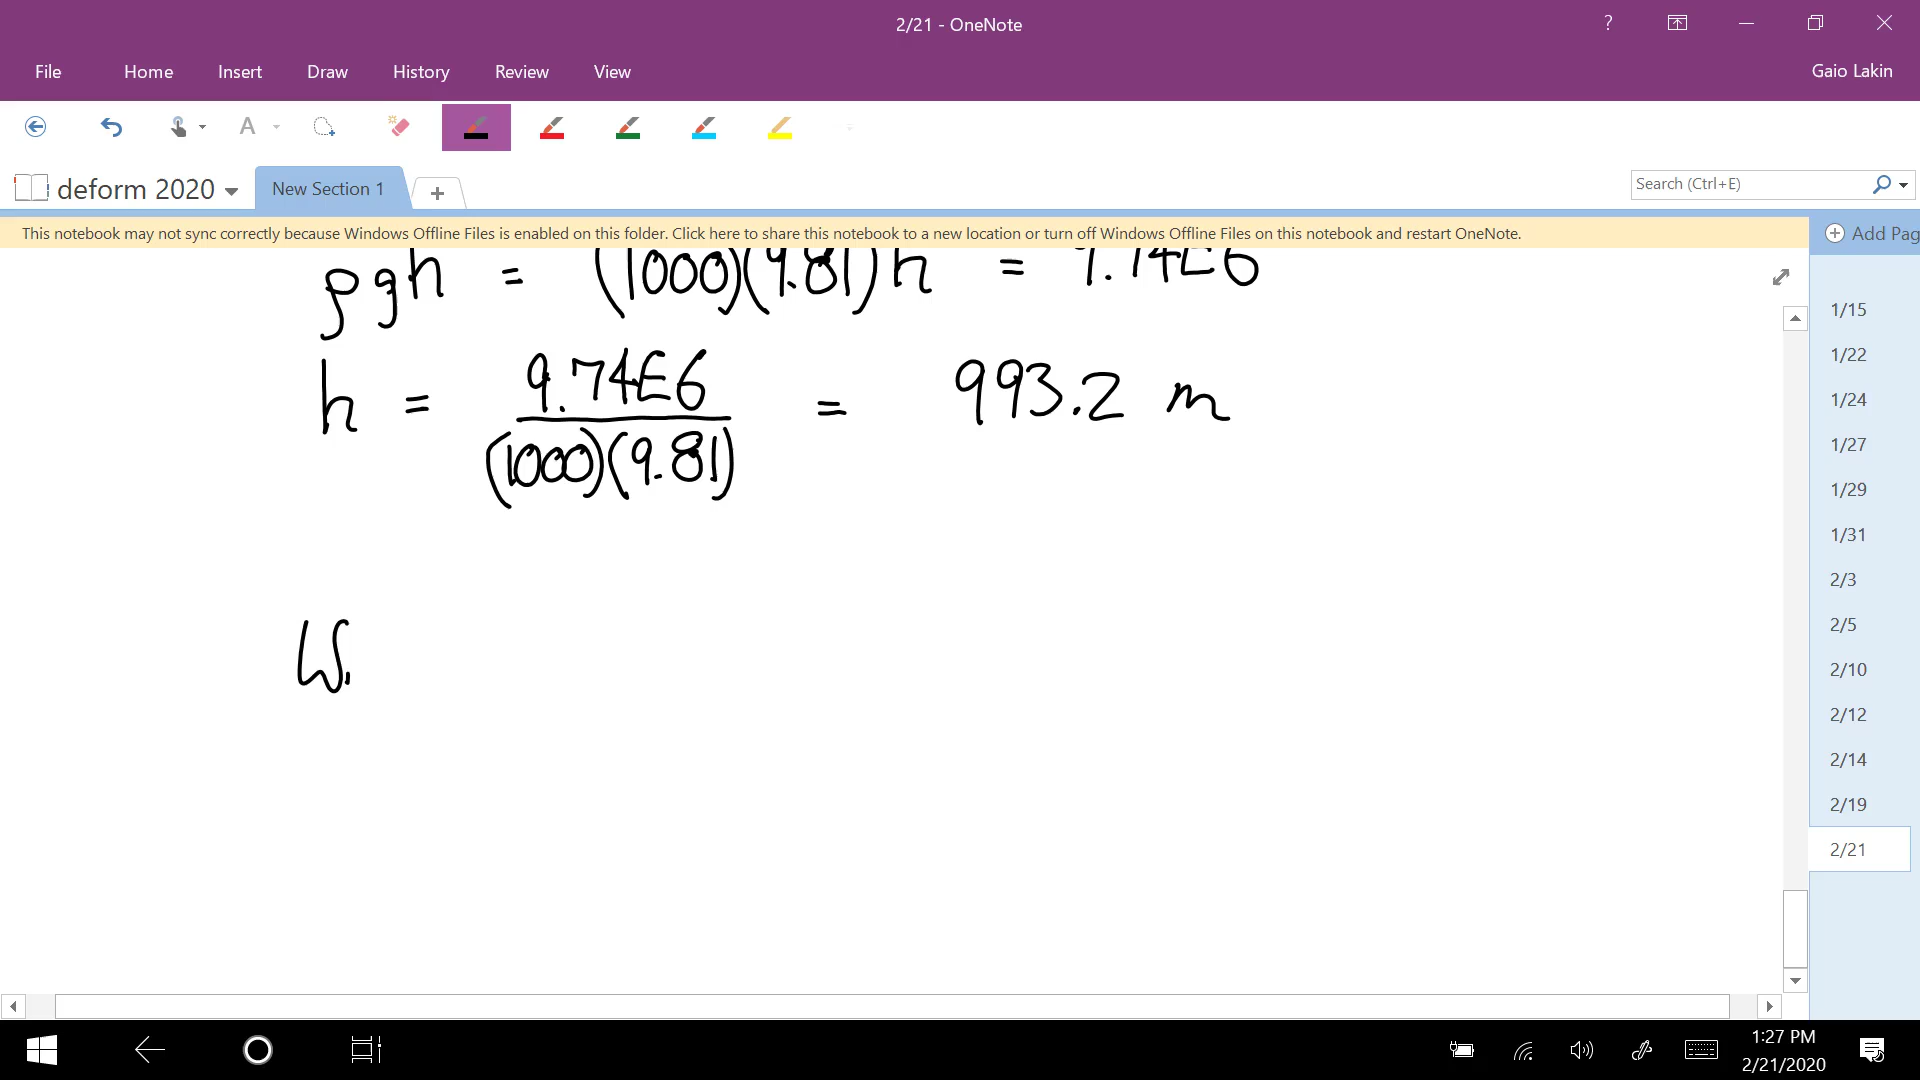 2/21 - OneNote
?
File Home Insert Draw History Review View
Gaio Lakin
A
deform 2020
New Section 1
+
Search (Ctrl+E)
This notebook may not sync correctly because Windows Offline Files is enabled on this folder. Click here to share this notebook to a new location or turn off Windows Offline Files on this notebook and restart OneNote.
Add Pag
ρgh = (1000)(9.81)h = 9.74E6
h = 9.74E6 / (1000)(9.81) = 993.2 m
W.
1/15
1/22
1/24
1/27
1/29
1/31
2/3
2/5
2/10
2/12
2/14
2/19
2/21
1:27 PM
2/21/2020